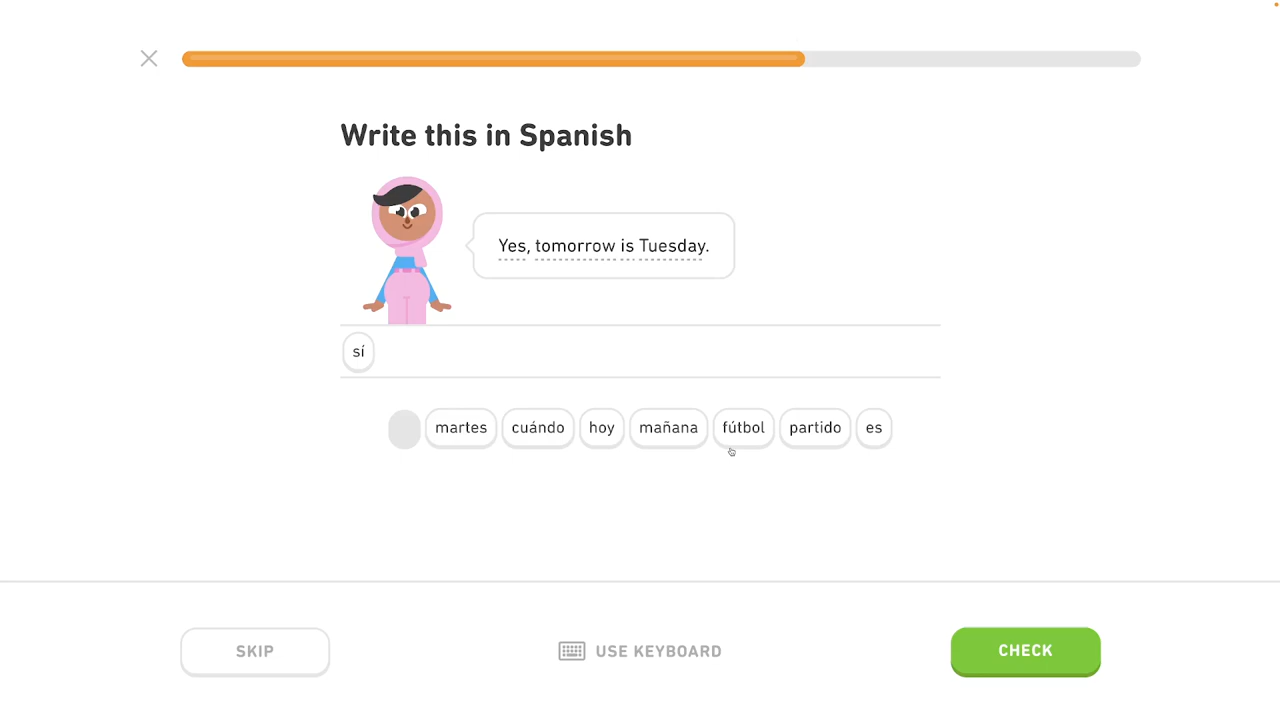 Write this in Spanish
Yes, tomorrow is Tuesday.
sí
martes cuándo hoy mañana fútbol partido es
SKIP USE KEYBOARD CHECK